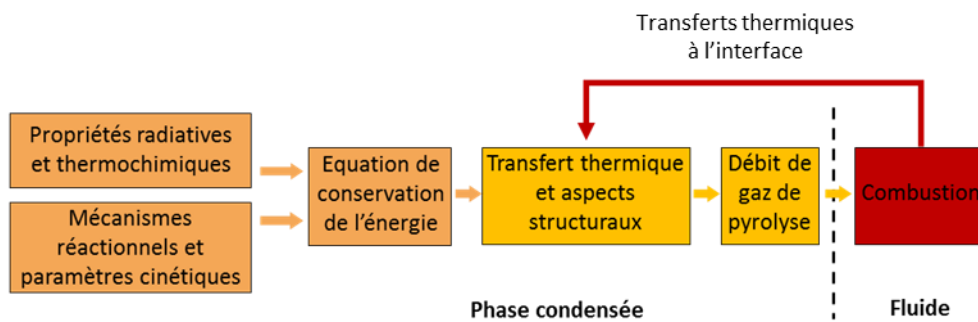 Transferts thermiques
à l'interface
Propriétés radiatives
et thermochimiques
Mécanismes
réactionnels et
paramètres cinétiques
Equation de
conservation
de l'énergie
Transfert thermique
et aspects
structuraux
Débit de
gaz de
pyrolyse
Combustion
Phase condensée
Fluide